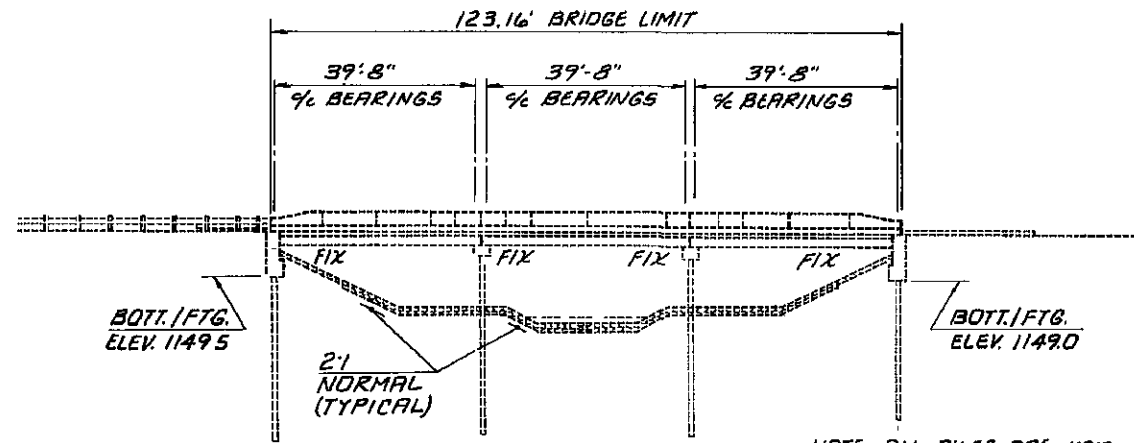 123.16' BRIDGE LIMIT
39'-8" 39'-8" 39'-8"
c/c BEARINGS c/c BEARINGS c/c BEARINGS
FIX FIX FIX FIX
BOTT./FTG.
ELEV. 1149.5
BOTT./FTG.
ELEV. 1149.0
2:1
NORMAL
(TYPICAL)